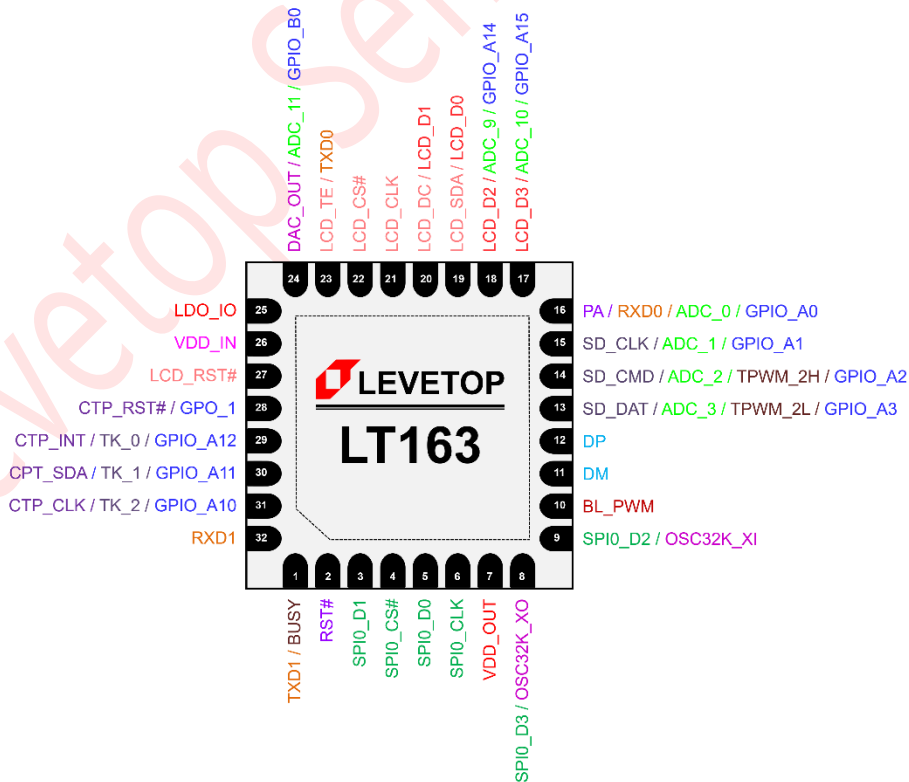 DAC_OUT / ADC_11 / GPIO_B0
LCD_TE / TXD0
LCD_CS#
LCD_CLK
LCD_DC / LCD_D1
LCD_SDA / LCD_D0
LCD_D2 / ADC_9 / GPIO_A14
LCD_D3 / ADC_10 / GPIO_A15
24 23 22 21 20 19 18 17
LDO_IO 25
VDD_IN 26
LCD_RST# 27
CTP_RST# / GPO_1 28
CTP_INT / TK_0 / GPIO_A12 29
CPT_SDA / TK_1 / GPIO_A11 30
CTP_CLK / TK_2 / GPIO_A10 31
RXD1 32
LEVETOP
LT163
16 PA / RXD0 / ADC_0 / GPIO_A0
15 SD_CLK / ADC_1 / GPIO_A1
14 SD_CMD / ADC_2 / TPWM_2H / GPIO_A2
13 SD_DAT / ADC_3 / TPWM_2L / GPIO_A3
12 DP
11 DM
10 BL_PWM
9 SPI0_D2 / OSC32K_XI
1 2 3 4 5 6 7 8
TXD1 / BUSY
RST#
SPI0_D1
SPI0_CS#
SPI0_D0
SPI0_CLK
VDD_OUT
SPI0_D3 / OSC32K_XO